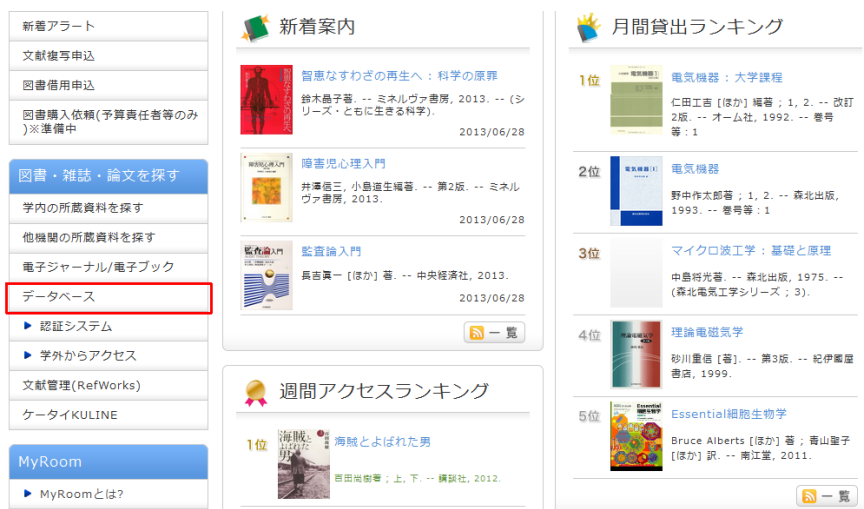 新着アラート
文献複写申込
図書借用申込
図書購入依頼(予算責任者等のみ
)※準備中
図書・雑誌・論文を探す
学内の所蔵資料を探す
他機関の所蔵資料を探す
電子ジャーナル/電子ブック
データベース
認証システム
学外からアクセス
文献管理(RefWorks)
ケータイKULINE
MyRoom
MyRoomとは?
新着案内
智恵なすわざの再生へ : 科学の原罪
鈴木晶子著. -- ミネルヴァ書房, 2013. -- (シ
リーズ・ともに生きる科学).
2013/06/28
障害児心理入門
井澤信三, 小島道生編著. -- 第2版. -- ミネル
ヴァ書房, 2013.
2013/06/28
監査論入門
長吉眞一 [ほか] 著. -- 中央経済社, 2013.
2013/06/28
一 覧
週間アクセスランキング
1位
海賊とよばれた男
百田尚樹著 ; 上, 下. -- 講談社, 2012.
月間貸出ランキング
1位
電気機器 : 大学課程
仁田工吉 [ほか] 編著 ; 1, 2. -- 改訂
2版. -- オーム社, 1992. -- 巻号
等 : 1
2位
電気機器
野中作太郎著 ; 1, 2. -- 森北出版,
1993. -- 巻号等 : 1
3位
マイクロ波工学 : 基礎と原理
中島将光著. -- 森北出版, 1975. --
(森北電気工学シリーズ ; 3).
4位
理論電磁気学
砂川重信 [著]. -- 第3版. -- 紀伊國屋
書店, 1999.
5位
Essential細胞生物学
Bruce Alberts [ほか] 著 ; 青山聖子
[ほか] 訳. -- 南江堂, 2011.
一 覧